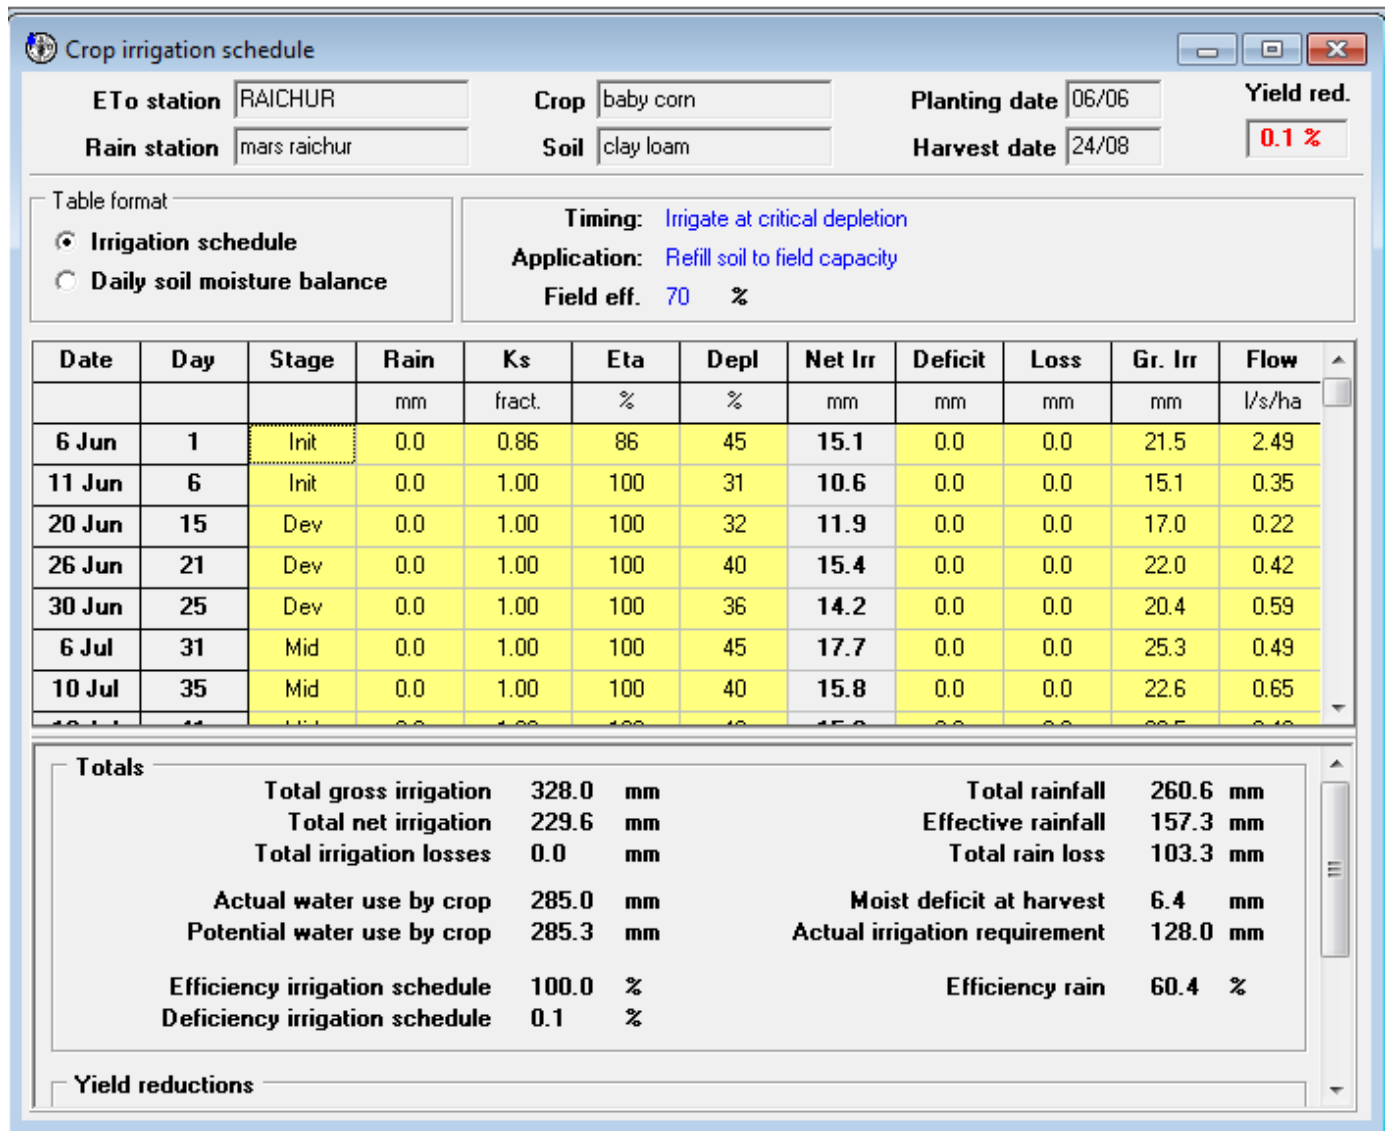 Crop irrigation schedule
ETo station RAICHUR Crop baby corn Planting date 06/06 Yield red.
Rain station mars raichur Soil clay loam Harvest date 24/08 0.1 %
Table format
Irrigation schedule
Daily soil moisture balance
Timing: Irrigate at critical depletion
Application: Refill soil to field capacity
Field eff. 70 %
Date Day Stage Rain Ks Eta Depl Net Irr Deficit Loss Gr. Irr Flow
mm fract. % % mm mm mm mm l/s/ha
6 Jun 1 Init 0.0 0.86 86 45 15.1 0.0 0.0 21.5 2.49
11 Jun 6 Init 0.0 1.00 100 31 10.6 0.0 0.0 15.1 0.35
20 Jun 15 Dev 0.0 1.00 100 32 11.9 0.0 0.0 17.0 0.22
26 Jun 21 Dev 0.0 1.00 100 40 15.4 0.0 0.0 22.0 0.42
30 Jun 25 Dev 0.0 1.00 100 36 14.2 0.0 0.0 20.4 0.59
6 Jul 31 Mid 0.0 1.00 100 45 17.7 0.0 0.0 25.3 0.49
10 Jul 35 Mid 0.0 1.00 100 40 15.8 0.0 0.0 22.6 0.65
Totals
Total gross irrigation 328.0 mm Total rainfall 260.6 mm
Total net irrigation 229.6 mm Effective rainfall 157.3 mm
Total irrigation losses 0.0 mm Total rain loss 103.3 mm
Actual water use by crop 285.0 mm Moist deficit at harvest 6.4 mm
Potential water use by crop 285.3 mm Actual irrigation requirement 128.0 mm
Efficiency irrigation schedule 100.0 % Efficiency rain 60.4 %
Deficiency irrigation schedule 0.1 %
Yield reductions